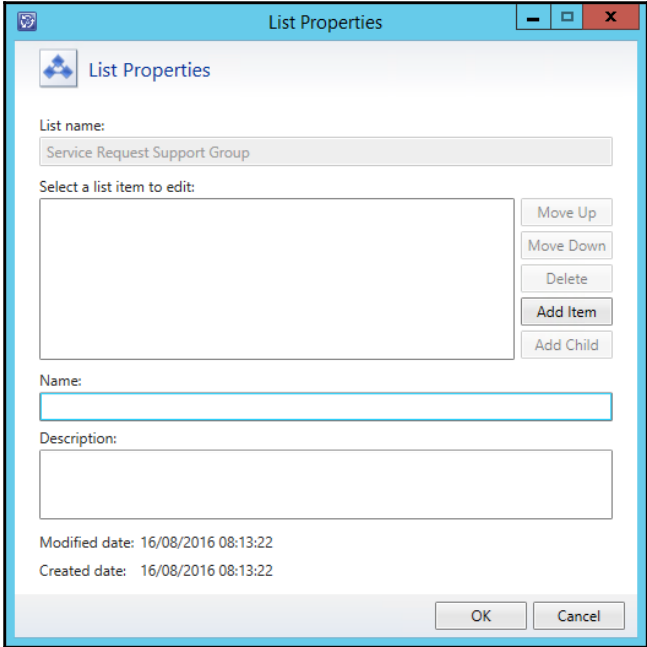 List Properties
List Properties
List name:
Service Request Support Group
Select a list item to edit:
Move Up
Move Down
Delete
Add Item
Add Child
Name:
Description:
Modified date: 16/08/2016 08:13:22
Created date: 16/08/2016 08:13:22
OK Cancel